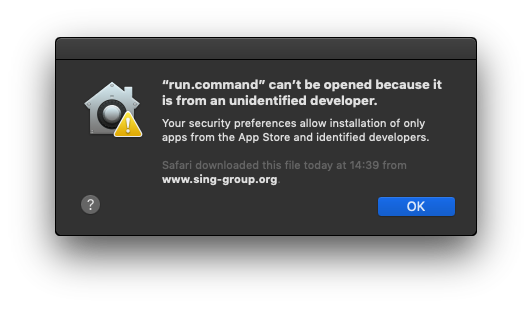 “run.command” can’t be opened because it
is from an unidentified developer.
Your security preferences allow installation of only
apps from the App Store and identified developers.
Safari downloaded this file today at 14:39 from
www.sing-group.org.
?
OK